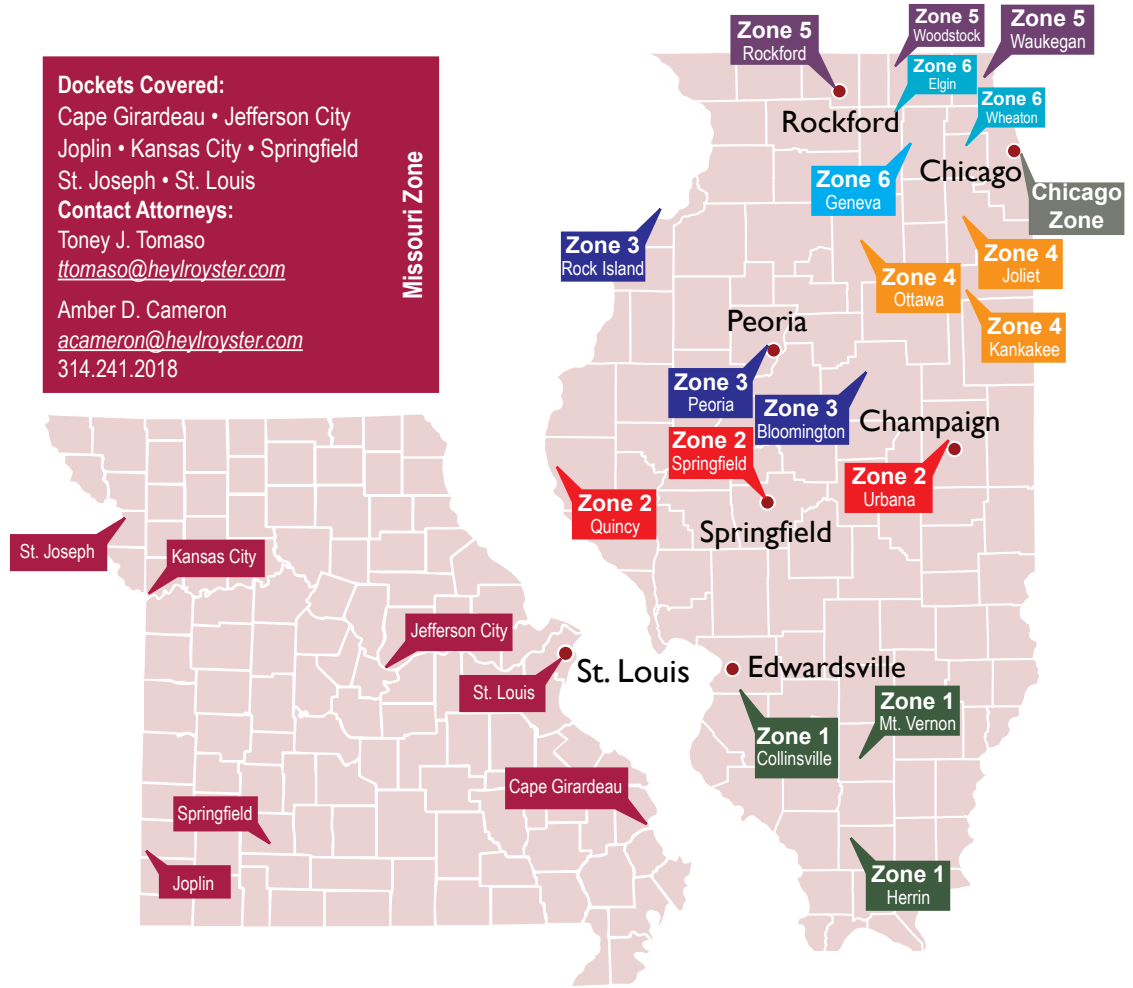 Dockets Covered:
Cape Girardeau • Jefferson City
Joplin • Kansas City • Springfield
St. Joseph • St. Louis
Contact Attorneys:
Toney J. Tomaso
ttomaso@heylroyster.com
Amber D. Cameron
acameron@heylroyster.com
314.241.2018
Missouri Zone
St. Joseph
Kansas City
Jefferson City
St. Louis
St. Louis
Cape Girardeau
Springfield
Joplin
Zone 5
Rockford
Zone 5
Woodstock
Zone 5
Waukegan
Zone 6
Elgin
Zone 6
Wheaton
Rockford
Chicago
Zone 6
Geneva
Chicago
Zone
Zone 3
Rock Island
Zone 4
Joliet
Zone 4
Ottawa
Zone 4
Kankakee
Peoria
Zone 3
Peoria
Zone 3
Bloomington
Champaign
Zone 2
Springfield
Zone 2
Urbana
Zone 2
Quincy
Springfield
Edwardsville
Zone 1
Collinsville
Zone 1
Mt. Vernon
Zone 1
Herrin